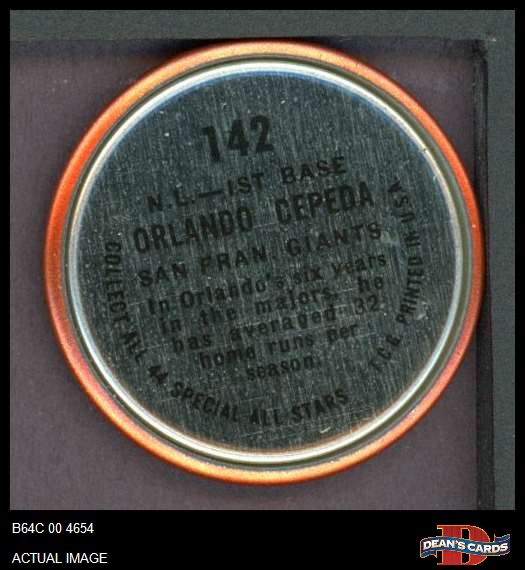 142
N.L.—1ST BASE
ORLANDO CEPEDA
SAN FRAN. GIANTS
In Orlando's six years
in the majors, he
has averaged 32
home runs per
season.
COLLECT ALL 44 SPECIAL ALL STARS
T.C.G. PRINTED IN U.S.A.
B64C 00 4654
ACTUAL IMAGE
D
DEAN'S CARDS